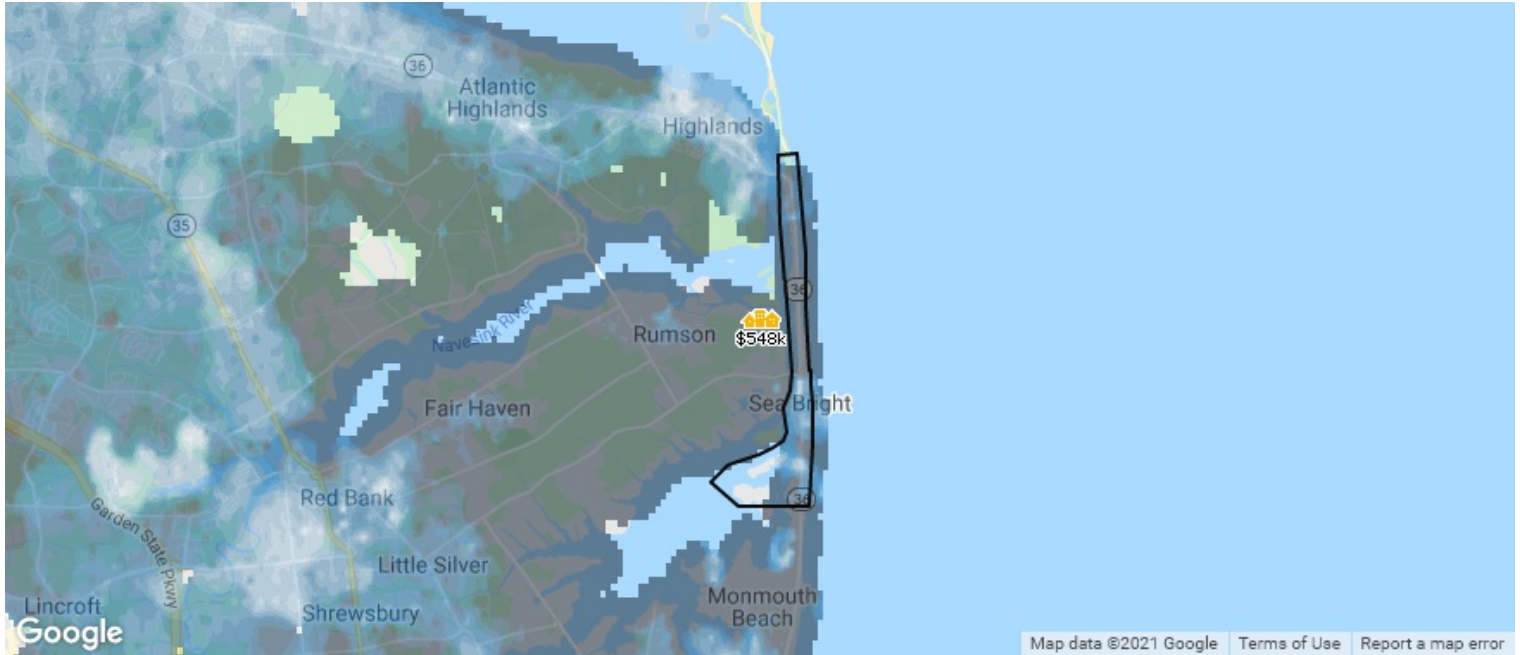 36
Atlantic
Highlands
Highlands
35
36
Navesink River
Rumson
$548k
Fair Haven
Sea Bright
Red Bank
36
Garden State Pkwy
Little Silver
Lincroft
Shrewsbury
Monmouth
Beach
Google
Map data ©2021 Google
Terms of Use
Report a map error